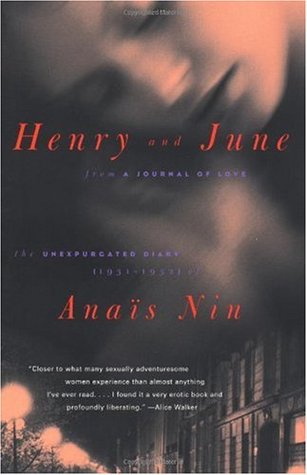 Henry and June
from A JOURNAL OF LOVE
the UNEXPURGATED DIARY
(1931-1932) of
Anaïs Nin
"Closer to what many sexually adventuresome
women experience than almost anything
I've ever read. . . . I found it a very erotic book and
profoundly liberating." —Alice Walker